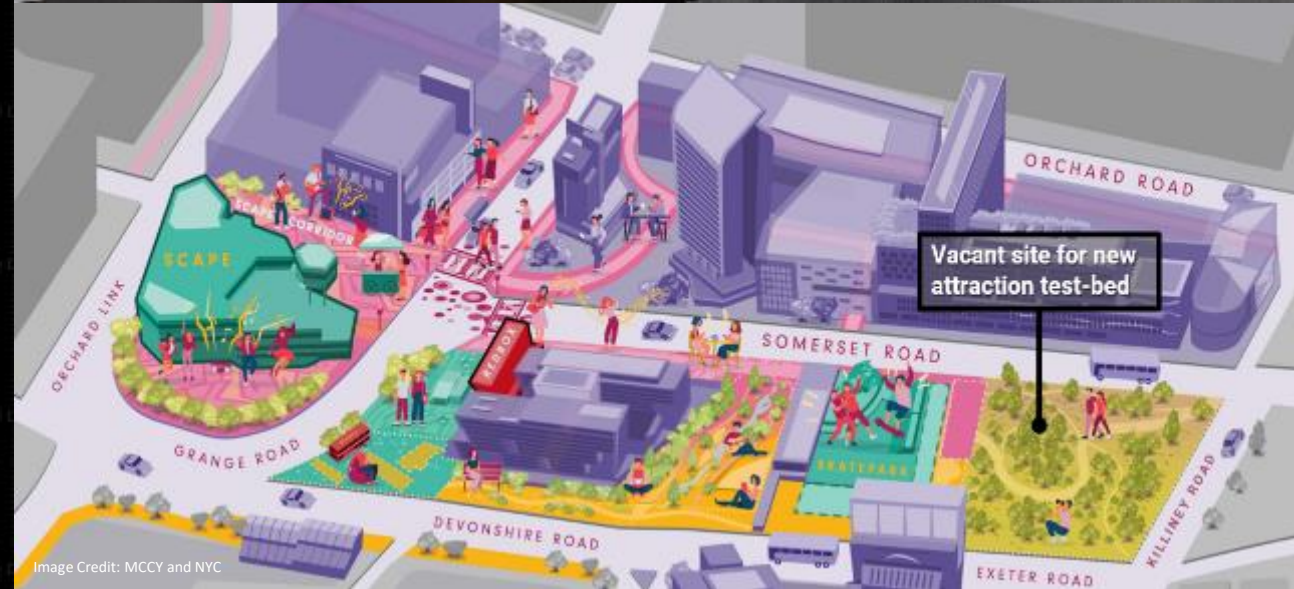 ORCHARD ROAD
Vacant site for new
attraction test-bed
SCAPE CORRIDOR
SCAPE
ORCHARD LINK
REDBOX
SOMERSET ROAD
SKATEPARK
GRANGE ROAD
DEVONSHIRE ROAD
KILLINEY ROAD
EXETER ROAD
Image Credit: MCCY and NYC